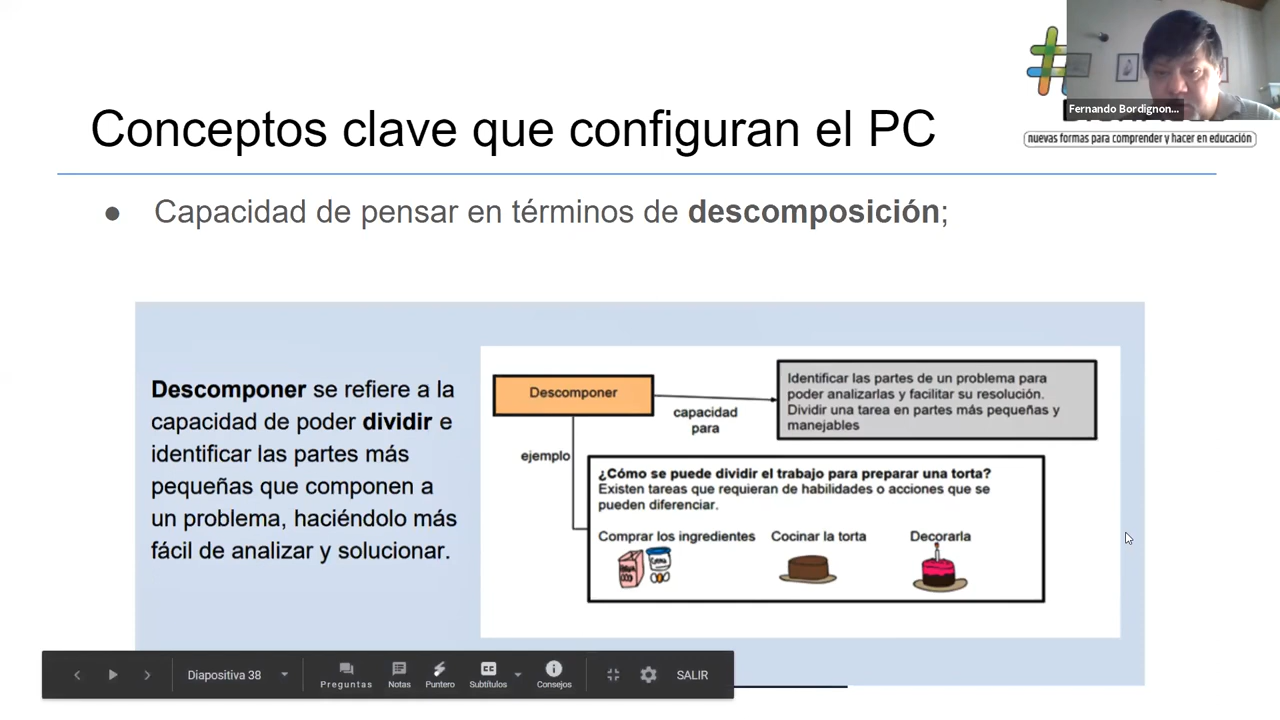 Fernando Bordignon...
Conceptos clave que configuran el PC
nuevas formas para comprender y hacer en educación
● Capacidad de pensar en términos de descomposición;
Descomponer se refiere a la
capacidad de poder dividir e
identificar las partes más
pequeñas que componen a
un problema, haciéndolo más
fácil de analizar y solucionar.
Descomponer
capacidad
para
Identificar las partes de un problema para
poder analizarlas y facilitar su resolución.
Dividir una tarea en partes más pequeñas y
manejables
ejemplo
¿Cómo se puede dividir el trabajo para preparar una torta?
Existen tareas que requieran de habilidades o acciones que se
pueden diferenciar.
Comprar los ingredientes Cocinar la torta Decorarla
Diapositiva 38 Preguntas Notas Puntero CC Subtítulos Consejos SALIR